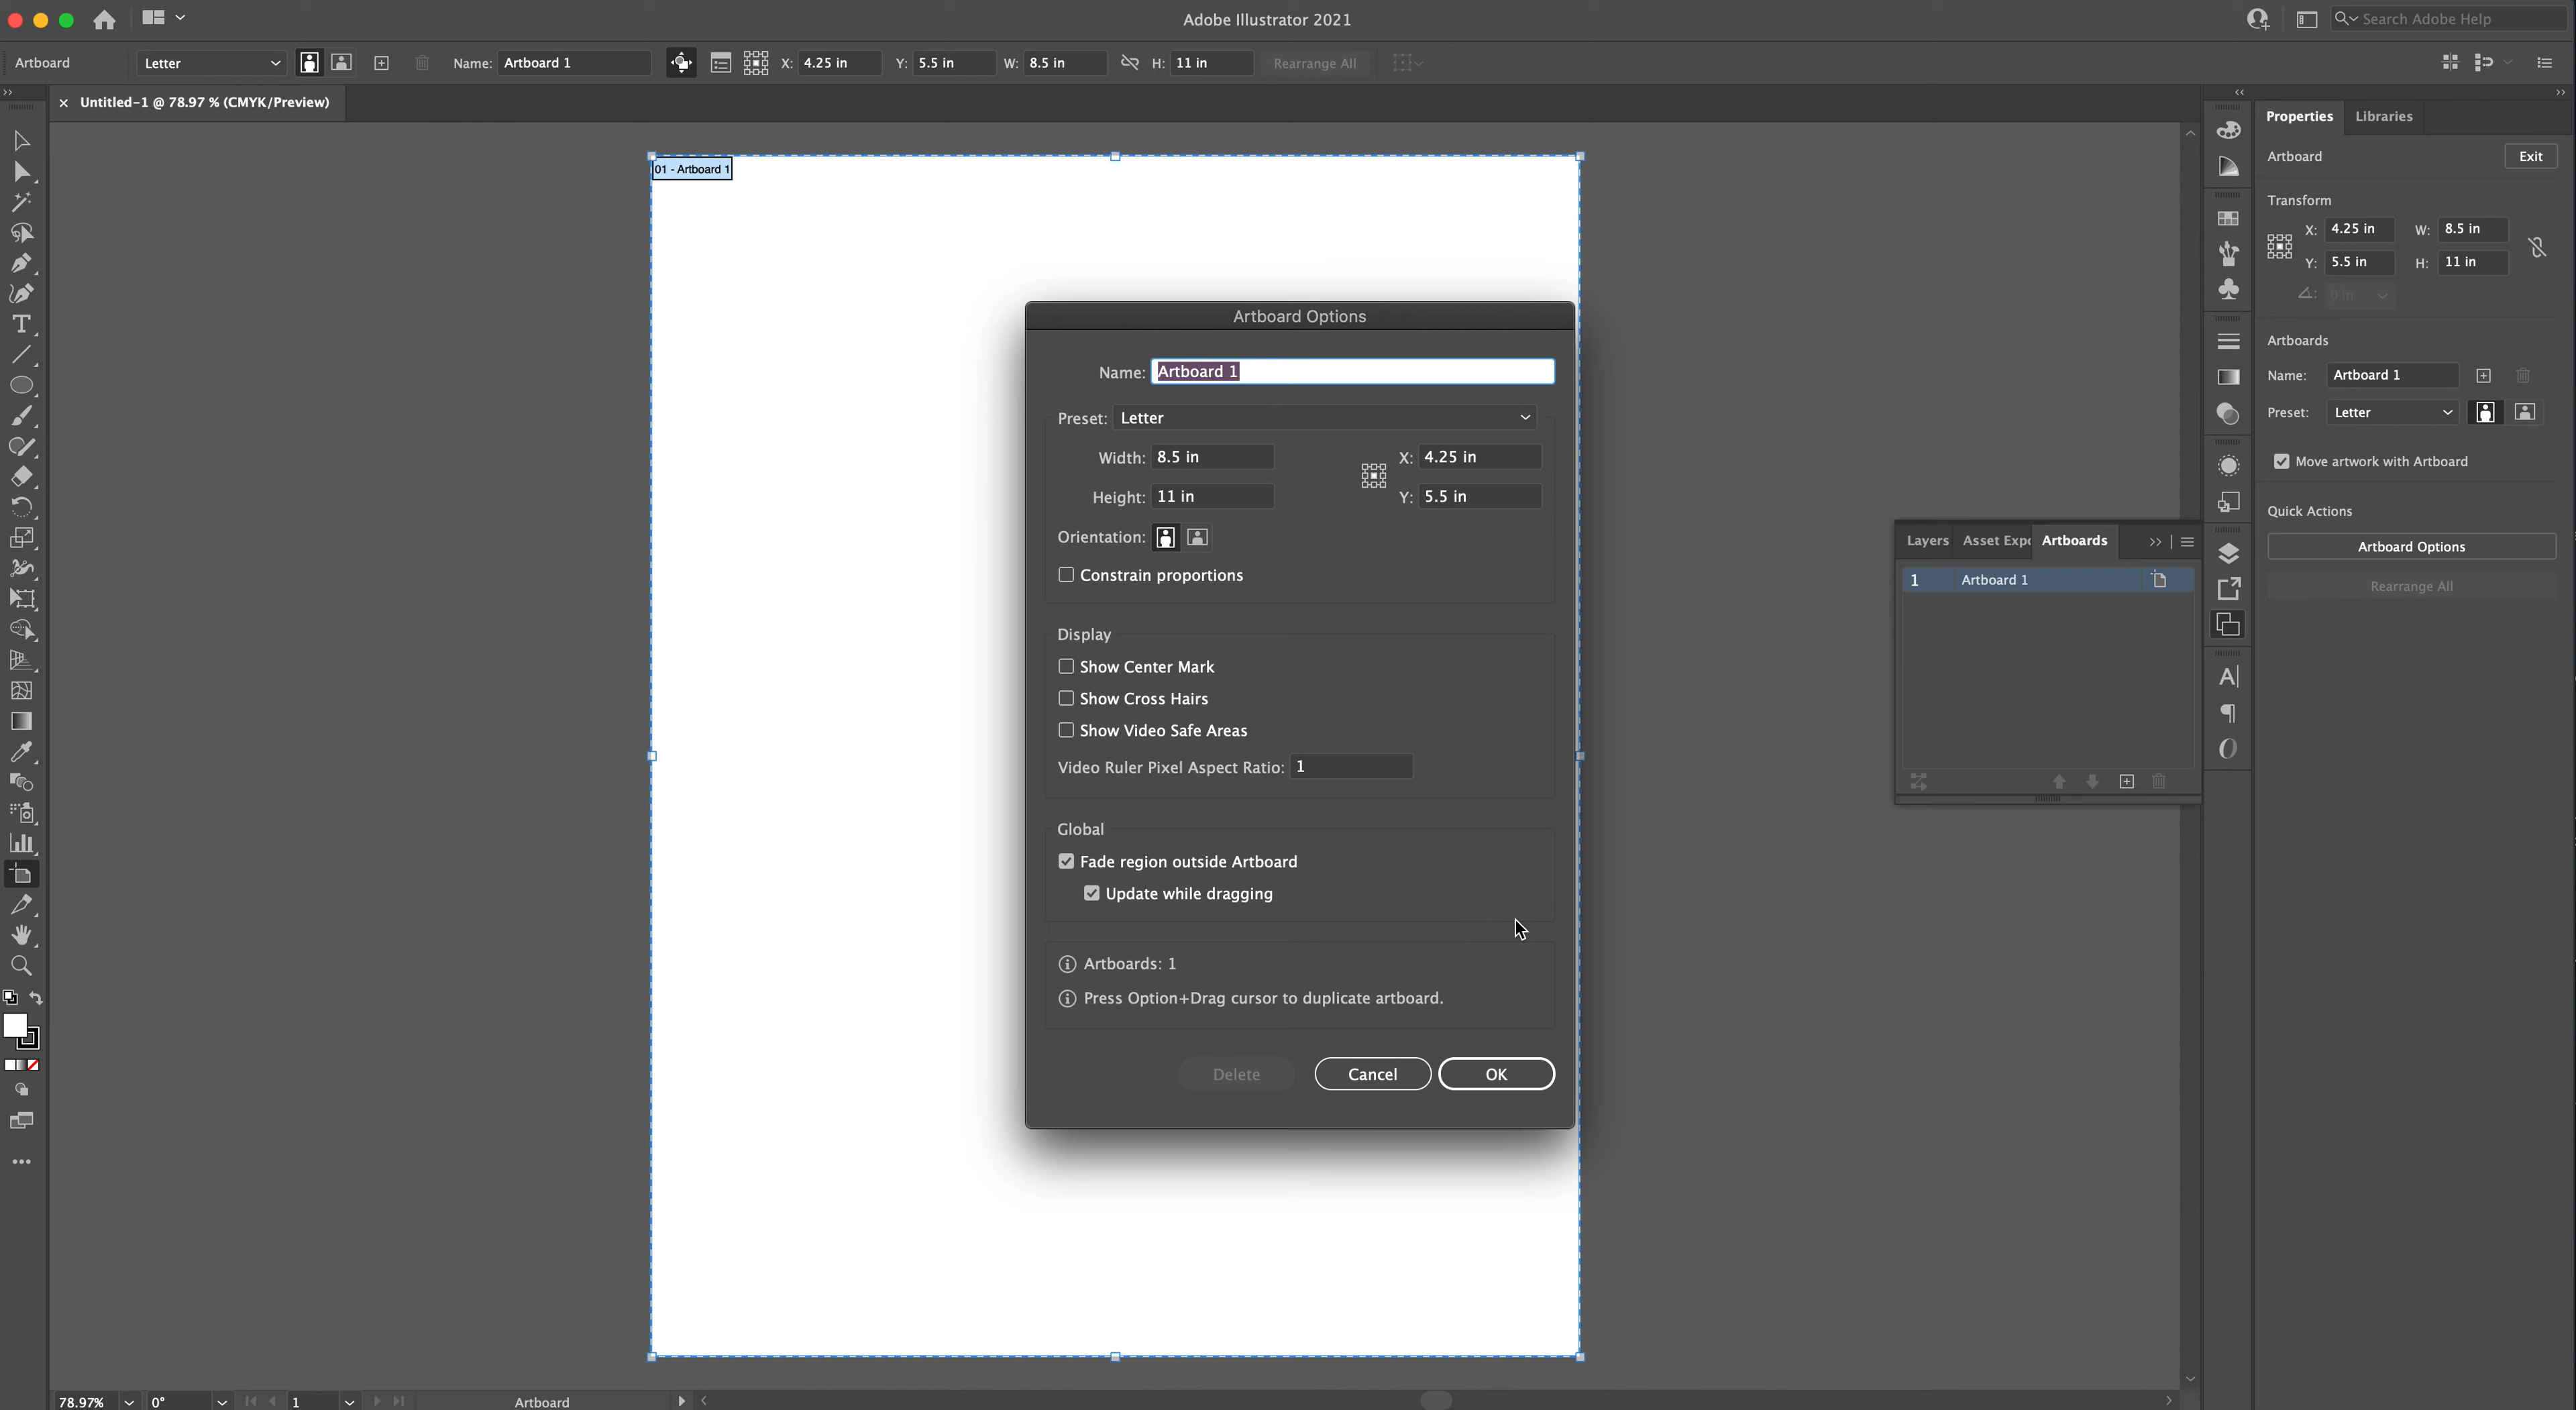 Adobe Illustrator 2021
Search Adobe Help
Artboard Letter Name: Artboard 1 X: 4.25 in Y: 5.5 in W: 8.5 in H: 11 in Rearrange All
× Untitled-1 @ 78.97 % (CMYK/Preview)
01 - Artboard 1
Artboard Options
Name: Artboard 1
Preset: Letter
Width: 8.5 in X: 4.25 in
Height: 11 in Y: 5.5 in
Orientation:
Constrain proportions
Display
Show Center Mark
Show Cross Hairs
Show Video Safe Areas
Video Ruler Pixel Aspect Ratio: 1
Global
Fade region outside Artboard
Update while dragging
Artboards: 1
Press Option+Drag cursor to duplicate artboard.
Delete Cancel OK
Layers Asset Expo Artboards
1 Artboard 1
Properties Libraries
Artboard Exit
Transform
X: 4.25 in W: 8.5 in
Y: 5.5 in H: 11 in
0 in
Artboards
Name: Artboard 1
Preset: Letter
Move artwork with Artboard
Quick Actions
Artboard Options
Rearrange All
78.97% 0° 1 Artboard